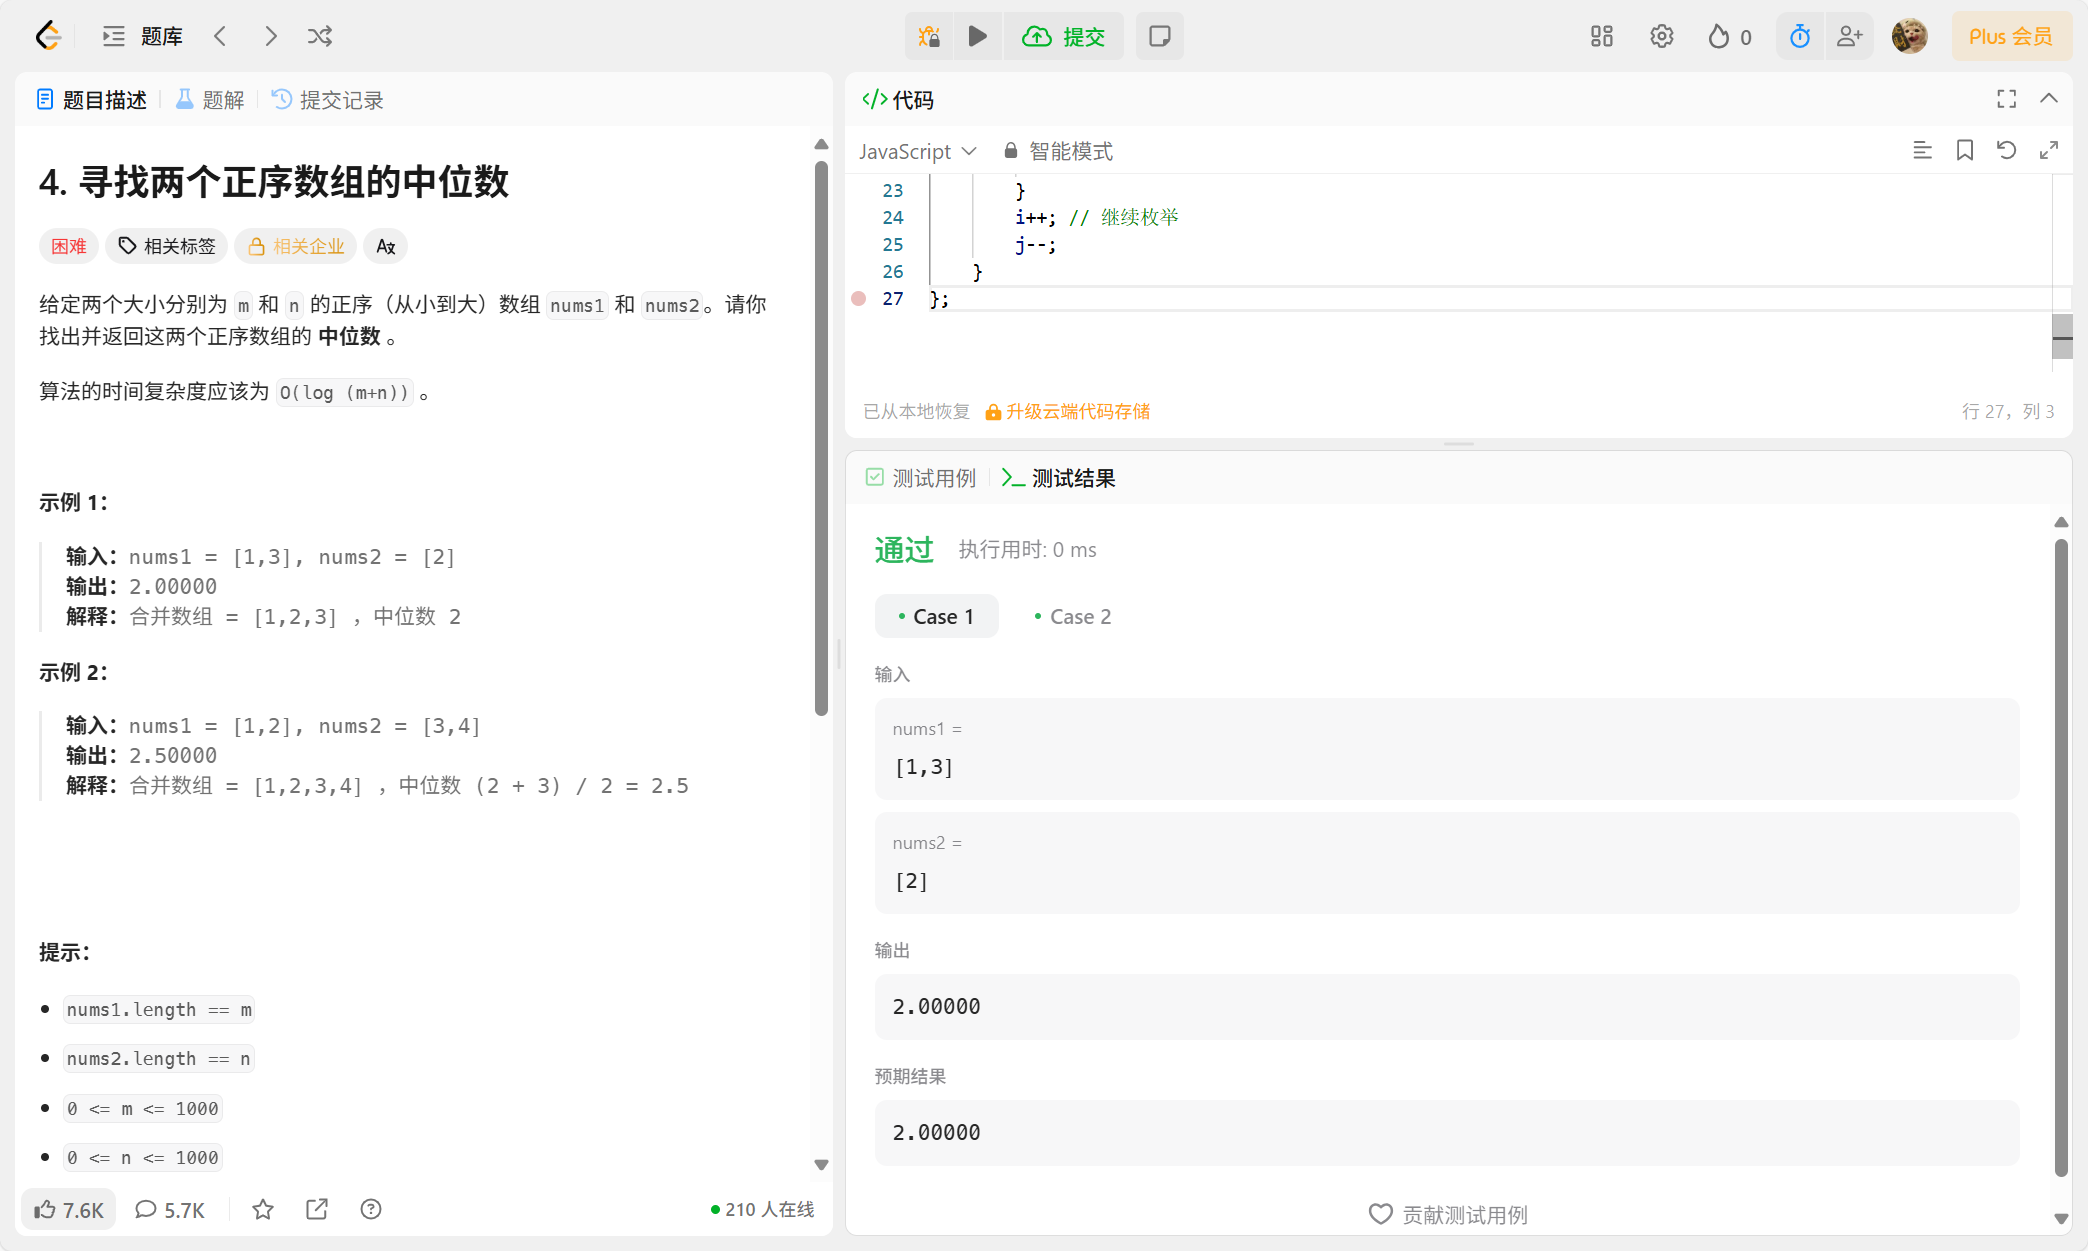 题库
提交
0
Plus 会员
题目描述
题解
提交记录
4. 寻找两个正序数组的中位数
困难
相关标签
相关企业
给定两个大小分别为 m 和 n 的正序（从小到大）数组 nums1 和 nums2。请你
找出并返回这两个正序数组的 中位数 。
算法的时间复杂度应该为 O(log (m+n)) 。
示例 1：
输入：nums1 = [1,3], nums2 = [2]
输出：2.00000
解释：合并数组 = [1,2,3] ，中位数 2
示例 2：
输入：nums1 = [1,2], nums2 = [3,4]
输出：2.50000
解释：合并数组 = [1,2,3,4] ，中位数 (2 + 3) / 2 = 2.5
提示：
nums1.length == m
nums2.length == n
0 <= m <= 1000
0 <= n <= 1000
7.6K
5.7K
210 人在线
</>代码
JavaScript
智能模式
23 }
24 i++; // 继续枚举
25 j--;
26 }
27 };
已从本地恢复
升级云端代码存储
行 27，列 3
测试用例
测试结果
通过
执行用时: 0 ms
Case 1
Case 2
输入
nums1 =
[1,3]
nums2 =
[2]
输出
2.00000
预期结果
2.00000
贡献测试用例